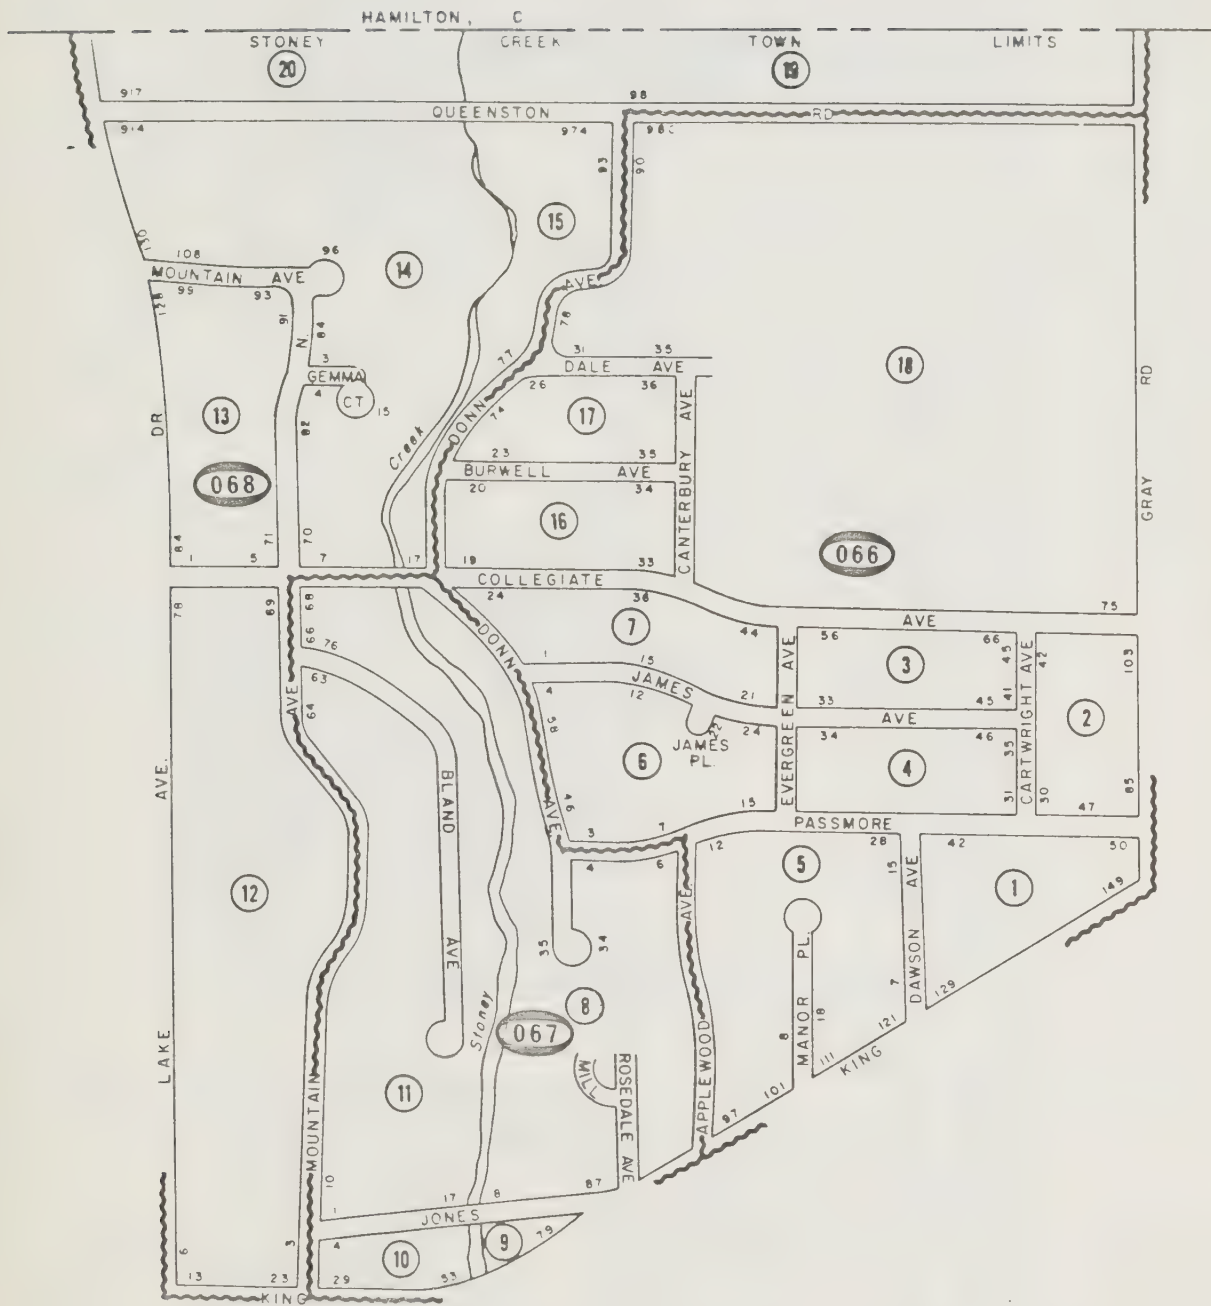 HAMILTON, C
STONEY CREEK TOWN LIMITS
20 19
917 98
QUEENSTON RD
914 974 980
93 90
15
130
108 96
MOUNTAIN AVE
14
128 99 93
AVE
91 84
78
N.
3
77
31 35
DALE AVE
18
RD
GEMMA
4 CT 15
26 36
DR
13
82
DONN
74
17
CANTERBURY AVE
Creek
23 35
BURWELL AVE
068
20 34
GRAY
16
066
84 1 5 71 70 7 17
19 33
COLLEGIATE AVE
75
78 69 68
24 36
66 76
DONN
7
44
56 66
45 42 103
63
1 15
JAMES AVE
3
EVERGREEN AVE
CARTWRIGHT AVE
AVE
64
4 12 21
33 45 41
2
58
22 24
JAMES
PL.
34 46 35
6
4
AVE.
BLAND AVE
46
AVE
15
31 30 47 85
3 7
PASSMORE
12
4 6
28 15
42 50
5
DAWSON AVE
1
149
12
AVE
35 34
MANOR PL.
7
129
8
Stoney
067
18
8
121
LAKE
MILL
ROSEDALE AVE
APPLEWOOD
111
KING
101
97
11
MOUNTAIN
10
1 17 8 87
JONES
79
9
6 3
4
10
13 23 29 53
KING